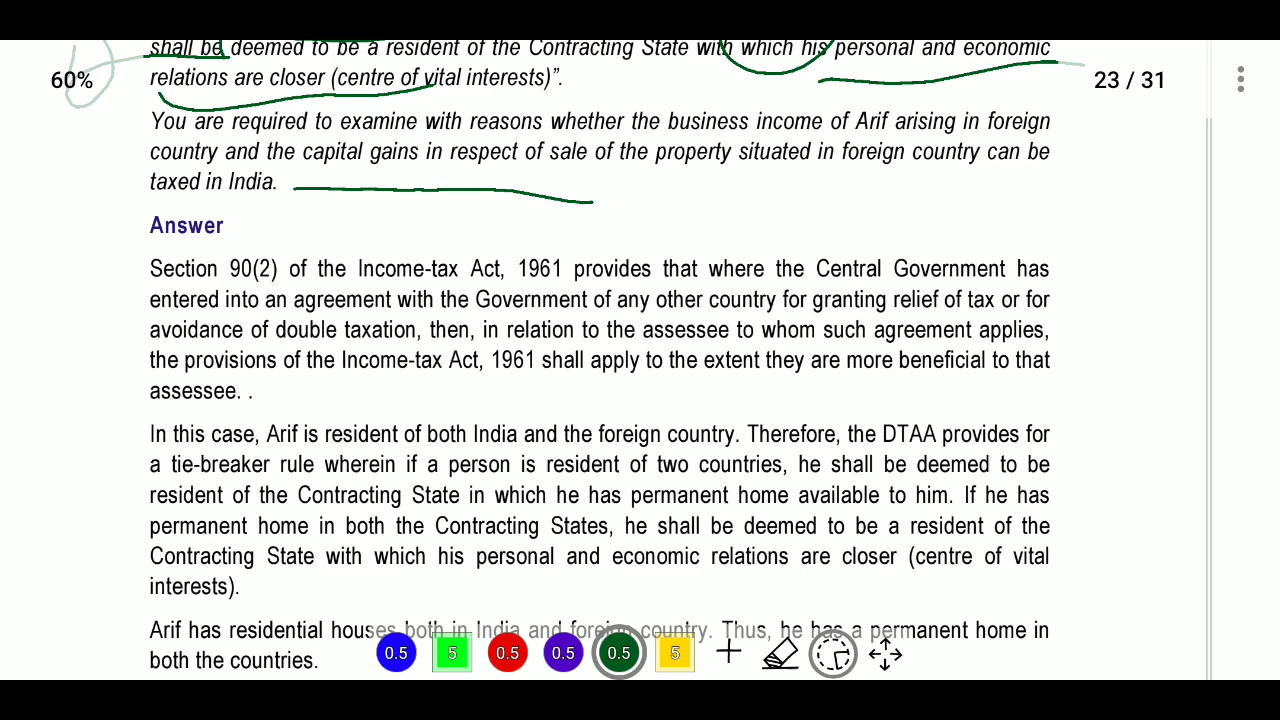 shall be deemed to be a resident of the Contracting State with which his personal and economic
60%
relations are closer (centre of vital interests)”.
23 / 31
You are required to examine with reasons whether the business income of Arif arising in foreign
country and the capital gains in respect of sale of the property situated in foreign country can be
taxed in India.
Answer
Section 90(2) of the Income-tax Act, 1961 provides that where the Central Government has
entered into an agreement with the Government of any other country for granting relief of tax or for
avoidance of double taxation, then, in relation to the assessee to whom such agreement applies,
the provisions of the Income-tax Act, 1961 shall apply to the extent they are more beneficial to that
assessee. .
In this case, Arif is resident of both India and the foreign country. Therefore, the DTAA provides for
a tie-breaker rule wherein if a person is resident of two countries, he shall be deemed to be
resident of the Contracting State in which he has permanent home available to him. If he has
permanent home in both the Contracting States, he shall be deemed to be a resident of the
Contracting State with which his personal and economic relations are closer (centre of vital
interests).
Arif has residential houses both in India and foreign country. Thus, he has a permanent home in
both the countries.
0.5 5 0.5 0.5 0.5 5